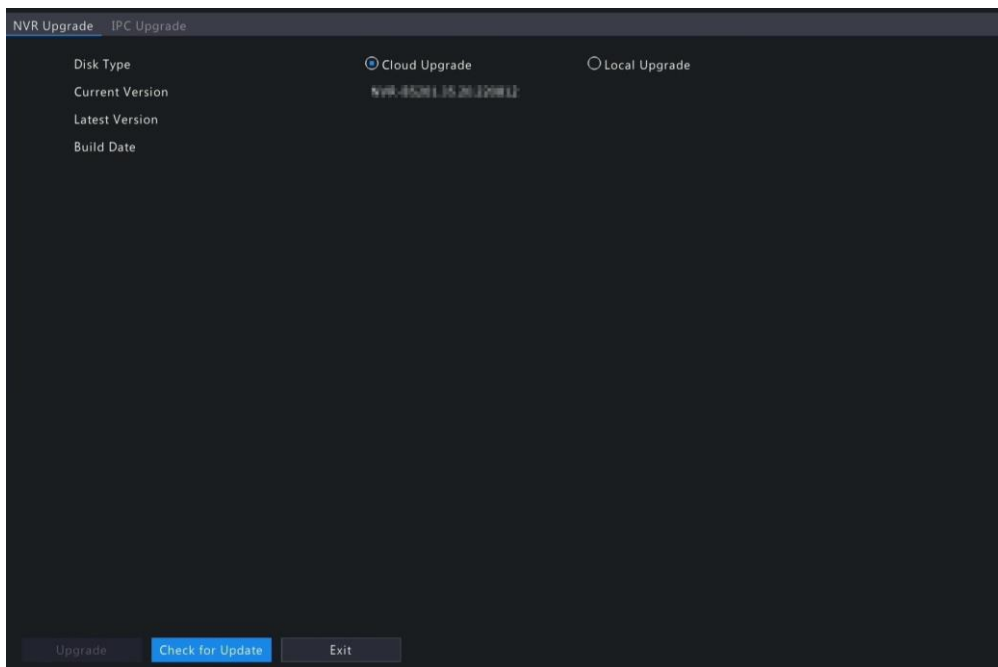 NVR Upgrade IPC Upgrade
Disk Type Cloud Upgrade Local Upgrade
Current Version
Latest Version
Build Date
Upgrade Check for Update Exit